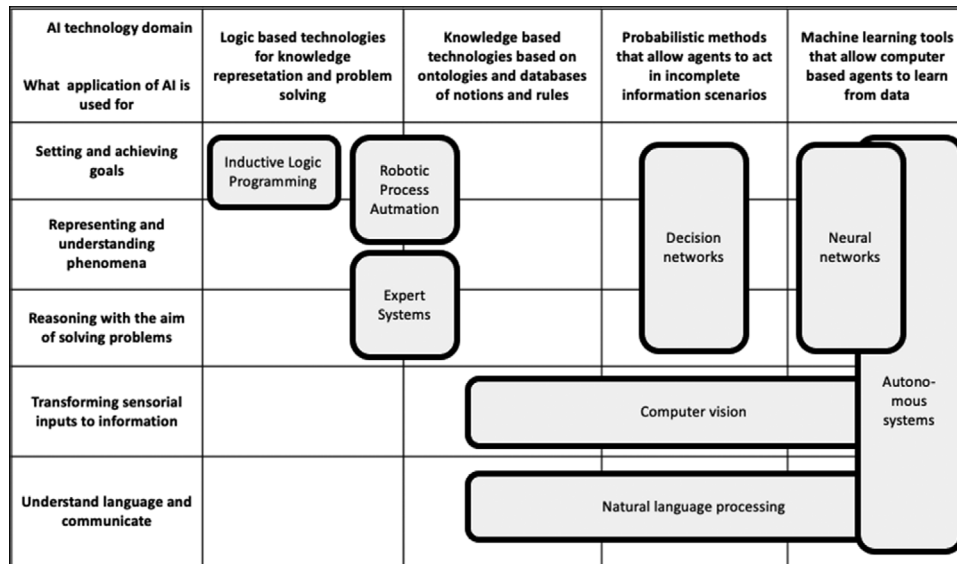 AI technology domain
What application of AI is
used for
Logic based technologies
for knowledge
represetation and problem
solving
Knowledge based
technologies based on
ontologies and databases
of notions and rules
Probabilistic methods
that allow agents to act
in incomplete
information scenarios
Machine learning tools
that allow computer
based agents to learn
from data
Setting and achieving
goals
Inductive Logic
Programming
Robotic
Process
Autmation
Representing and
understanding
phenomena
Decision
networks
Neural
networks
Expert
Systems
Reasoning with the aim
of solving problems
Transforming sensorial
inputs to information
Computer vision
Autono-
mous
systems
Understand language and
communicate
Natural language processing